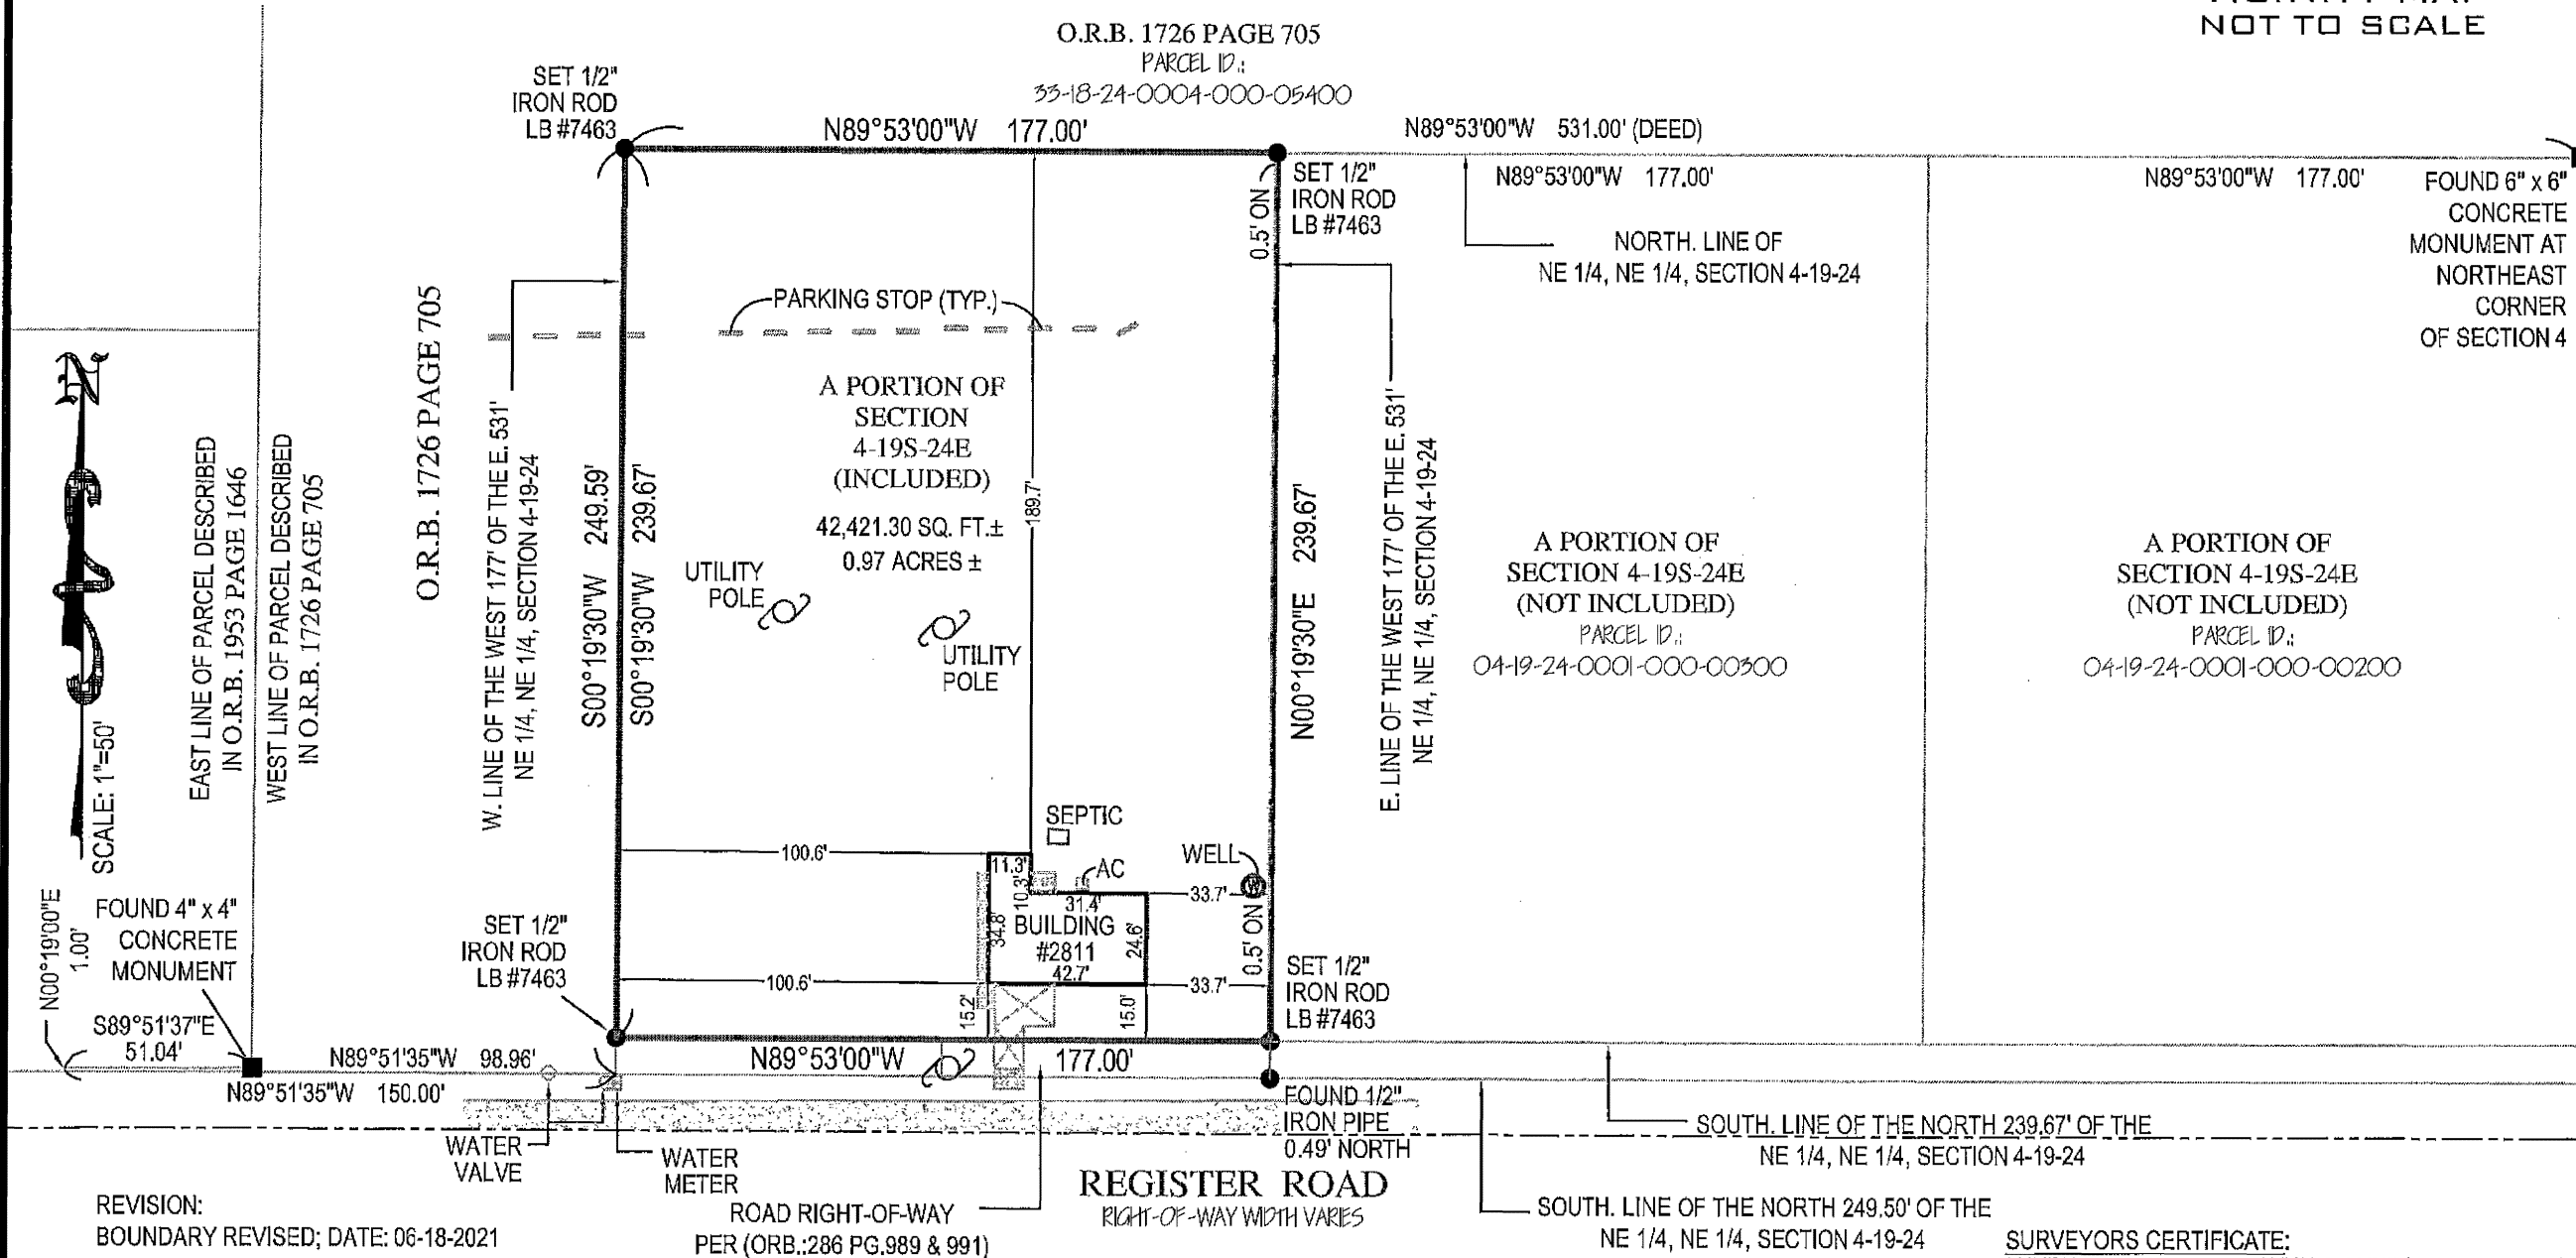 NOT TO SCALE
O.R.B. 1726 PAGE 705
PARCEL ID.:
33-18-24-0004-000-05400
SET 1/2"
IRON ROD
LB #7463
N89°53'00"W 177.00'
N89°53'00"W 531.00' (DEED)
SET 1/2"
IRON ROD
LB #7463
0.5' ON
N89°53'00"W 177.00'
N89°53'00"W 177.00'
FOUND 6" x 6"
CONCRETE
MONUMENT AT
NORTHEAST
CORNER
OF SECTION 4
NORTH. LINE OF
NE 1/4, NE 1/4, SECTION 4-19-24
PARKING STOP (TYP.)
O.R.B. 1726 PAGE 705
A PORTION OF
SECTION
4-19S-24E
(INCLUDED)
42,421.30 SQ. FT.±
0.97 ACRES ±
189.7'
N
SCALE: 1"=50'
EAST LINE OF PARCEL DESCRIBED
IN O.R.B. 1953 PAGE 1646
WEST LINE OF PARCEL DESCRIBED
IN O.R.B. 1726 PAGE 705
W. LINE OF THE WEST 177' OF THE E. 531'
NE 1/4, NE 1/4, SECTION 4-19-24
S00°19'30"W 249.59'
S00°19'30"W 239.67'
UTILITY
POLE
UTILITY
POLE
N00°19'30"E 239.67'
E. LINE OF THE WEST 177' OF THE E. 531'
NE 1/4, NE 1/4, SECTION 4-19-24
A PORTION OF
SECTION 4-19S-24E
(NOT INCLUDED)
PARCEL ID.:
04-19-24-0001-000-00300
A PORTION OF
SECTION 4-19S-24E
(NOT INCLUDED)
PARCEL ID.:
04-19-24-0001-000-00200
SEPTIC
100.6'
11.3'
10.3'
AC
WELL
W
33.7'
31.4'
34.8'
BUILDING
#2811
24.6'
42.7'
0.5' ON
100.6'
33.7'
15.2'
15.0'
N00°19'00"E
1.00'
FOUND 4" x 4"
CONCRETE
MONUMENT
SET 1/2"
IRON ROD
LB #7463
SET 1/2"
IRON ROD
LB #7463
S89°51'37"E
51.04'
N89°51'35"W 98.96'
N89°53'00"W 177.00'
N89°51'35"W 150.00'
FOUND 1/2"
IRON PIPE
0.49' NORTH
WATER
VALVE
WATER
METER
REGISTER ROAD
RIGHT-OF-WAY WIDTH VARIES
SOUTH. LINE OF THE NORTH 239.67' OF THE
NE 1/4, NE 1/4, SECTION 4-19-24
SOUTH. LINE OF THE NORTH 249.50' OF THE
NE 1/4, NE 1/4, SECTION 4-19-24
REVISION:
BOUNDARY REVISED; DATE: 06-18-2021
ROAD RIGHT-OF-WAY
PER (ORB.:286 PG.989 & 991)
SURVEYORS CERTIFICATE: